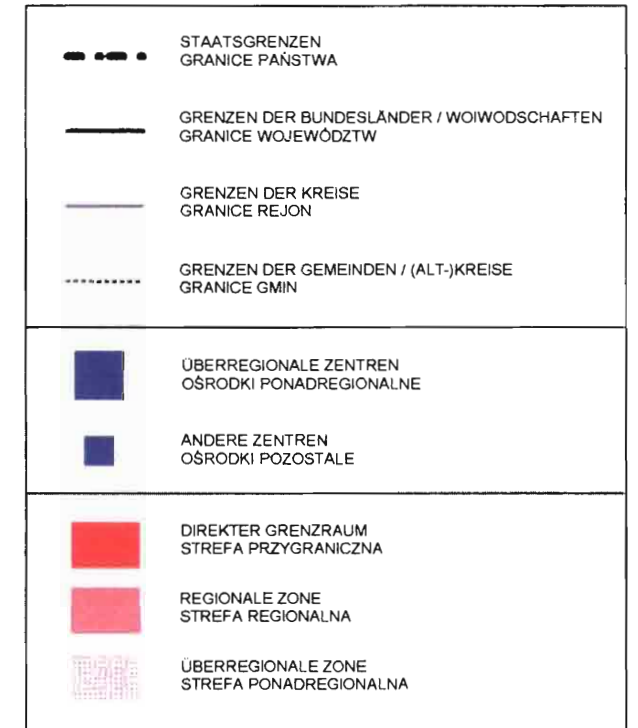 STAATSGRENZEN
GRANICE PAŃSTWA
GRENZEN DER BUNDESLÄNDER / WOIWODSCHAFTEN
GRANICE WOJEWÓDZTW
GRENZEN DER KREISE
GRANICE REJON
GRENZEN DER GEMEINDEN / (ALT-)KREISE
GRANICE GMIN
ÜBERREGIONALE ZENTREN
OŚRODKI PONADREGIONALNE
ANDERE ZENTREN
OŚRODKI POZOSTALE
DIREKTER GRENZRAUM
STREFA PRZYGRANICZNA
REGIONALE ZONE
STREFA REGIONALNA
ÜBERREGIONALE ZONE
STREFA PONADREGIONALNA